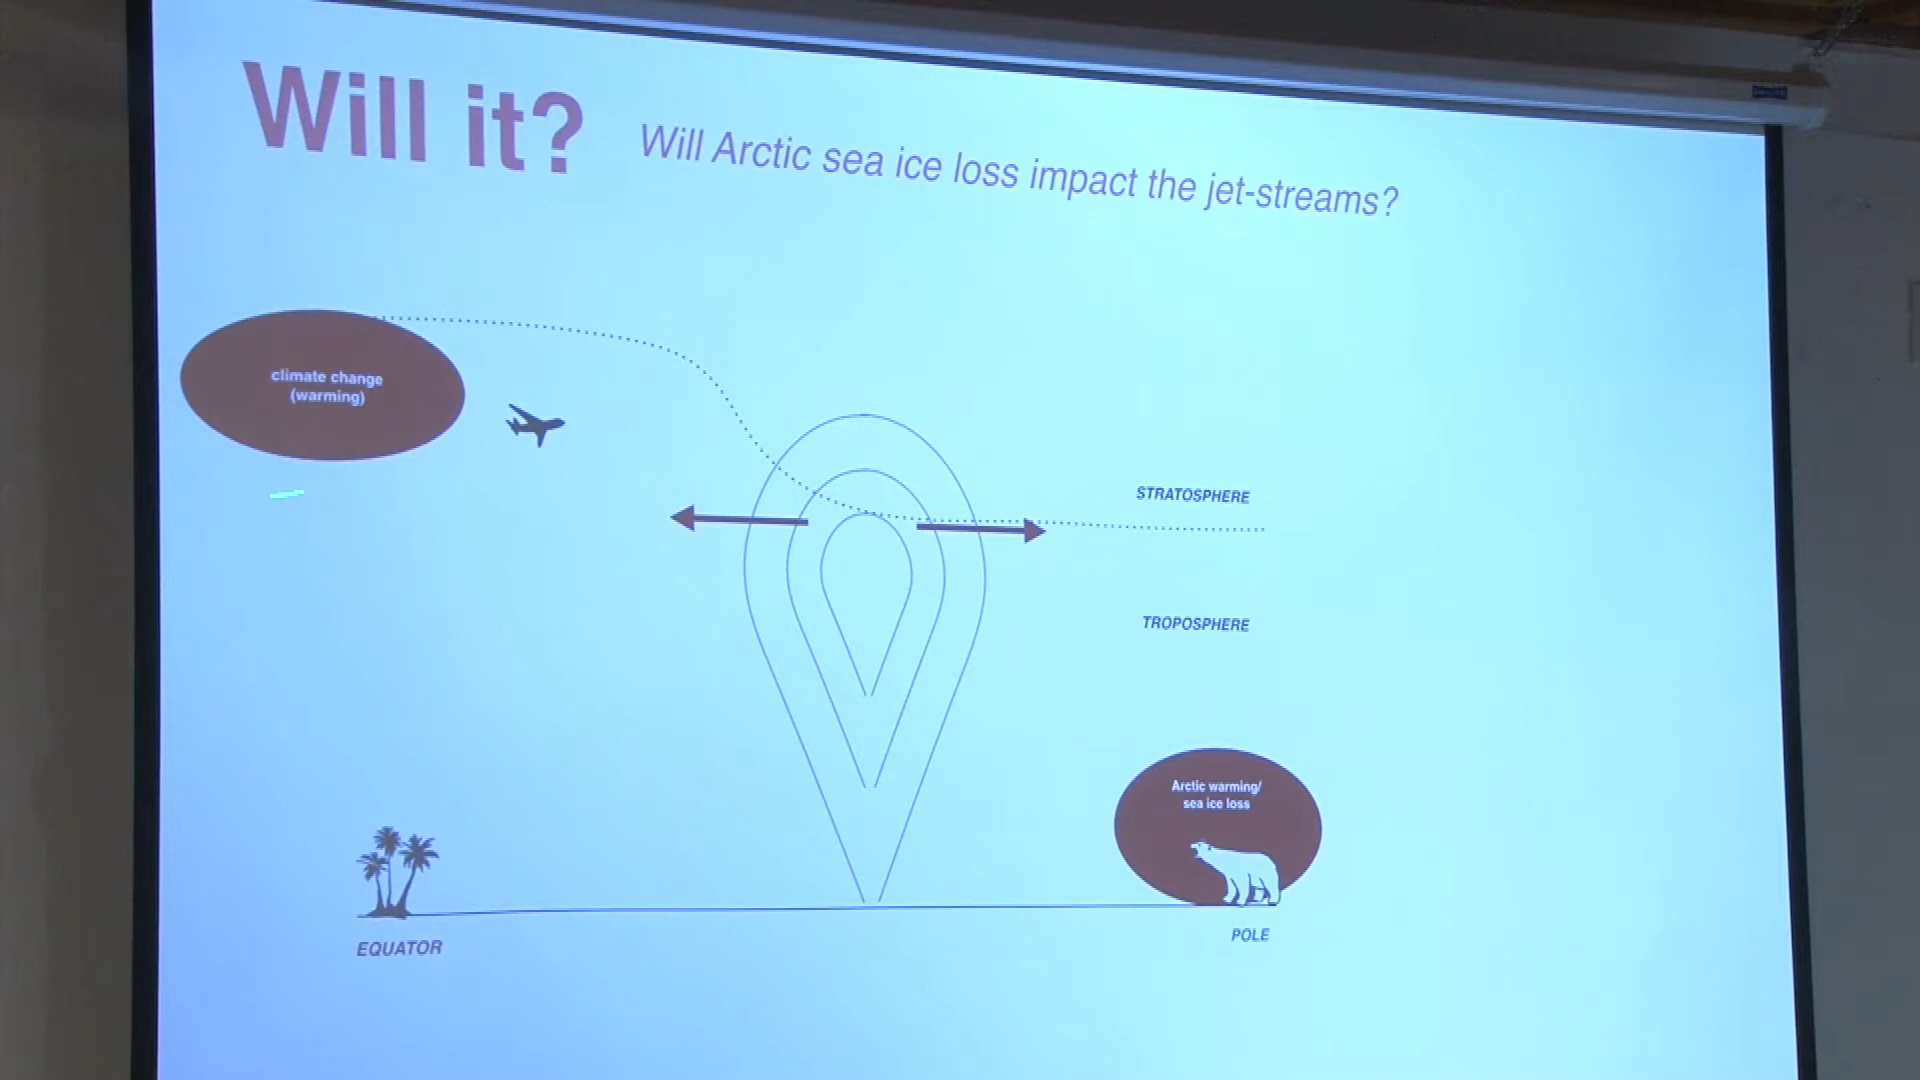 Will it?
Will Arctic sea ice loss impact the jet-streams?
climate change
(warming)
STRATOSPHERE
TROPOSPHERE
Arctic warming/
sea ice loss
EQUATOR
POLE